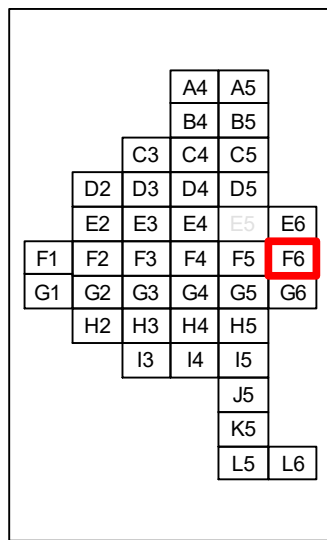 A4 A5
B4 B5
C3 C4 C5
D2 D3 D4 D5
E2 E3 E4 E5 E6
F1 F2 F3 F4 F5 F6
G1 G2 G3 G4 G5 G6
H2 H3 H4 H5
I3 I4 I5
J5
K5
L5 L6